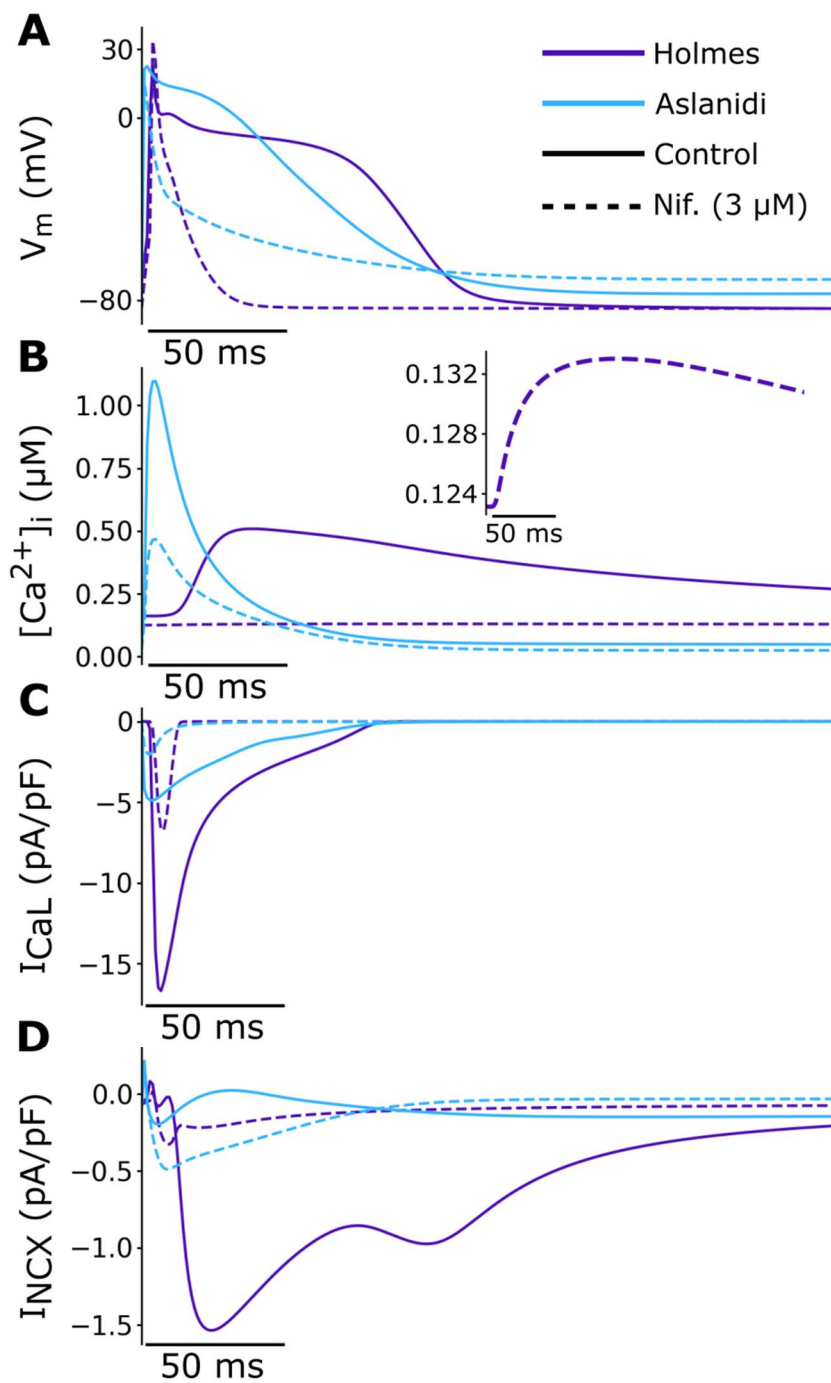 A
30
0
−80
Vm (mV)
Holmes
Aslanidi
Control
Nif. (3 μM)
50 ms
B
1.00
0.75
0.50
0.25
0.00
[Ca2+]i (μM)
0.132
0.128
0.124
50 ms
50 ms
C
0
−5
−10
−15
ICaL (pA/pF)
50 ms
D
0.0
−0.5
−1.0
−1.5
INCX (pA/pF)
50 ms